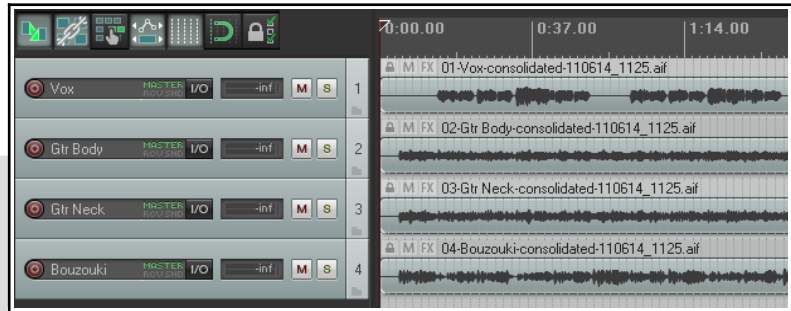 0:00.00 0:37.00 1:14.00
M FX 01-Vox-consolidated-110614_1125.aif
Vox MASTER RCV SND I/O -inf M S 1
M FX 02-Gtr Body-consolidated-110614_1125.aif
Gtr Body MASTER RCV SND I/O -inf M S 2
M FX 03-Gtr Neck-consolidated-110614_1125.aif
Gtr Neck MASTER RCV SND I/O -inf M S 3
M FX 04-Bouzouki-consolidated-110614_1125.aif
Bouzouki MASTER RCV SND I/O -inf M S 4